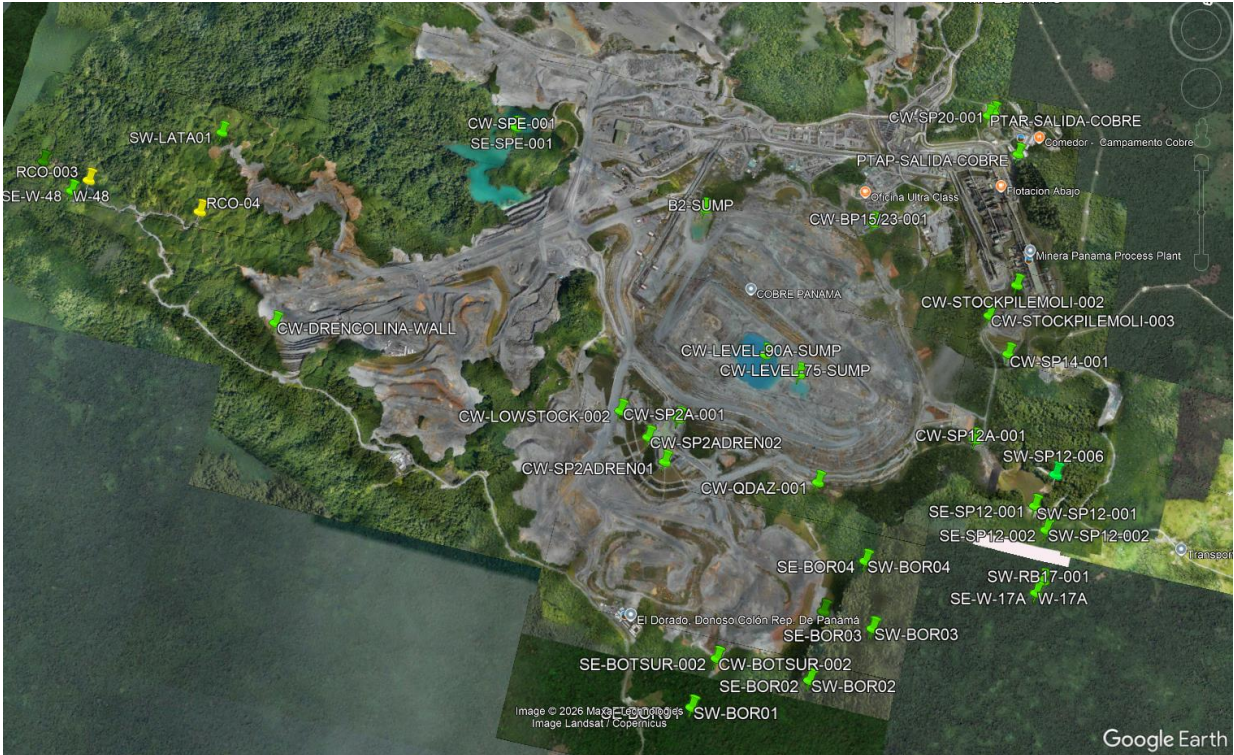 CW-SPE-001
SE-SPE-001
CW-SP20-001
PTAR-SALIDA-COBRE
SW-LATA01
Comedor - Campamento Cobre
PTAP-SALIDA-COBRE
RCO-003
SE-W-48
W-48
RCO-04
Flotacion Abajo
Oficina Ultra Class
B2-SUMP
CW-BP15/23-001
Minera Panama Process Plant
COBRE PANAMA
CW-STOCKPILEMOLI-002
CW-STOCKPILEMOLI-003
CW-DRENCOLINA-WALL
CW-LEVEL-90A-SUMP
CW-LEVEL-75-SUMP
CW-SP14-001
CW-LOWSTOCK-002
CW-SP2A-001
CW-SP2ADREN02
CW-SP12A-001
SW-SP12-006
CW-SP2ADREN01
CW-QDAZ-001
SE-SP12-001
SW-SP12-001
SE-SP12-002
SW-SP12-002
Transpor
SE-BOR04
SW-BOR04
SW-RB17-001
SE-W-17A
W-17A
El Dorado, Donoso Colón Rep. De Panamá
SE-BOR03
SW-BOR03
SE-BOTSUR-002
CW-BOTSUR-002
SE-BOR02
SW-BOR02
SE-BOR01
SW-BOR01
Image © 2026 Maxar Technologies
Image Landsat / Copernicus
Google Earth